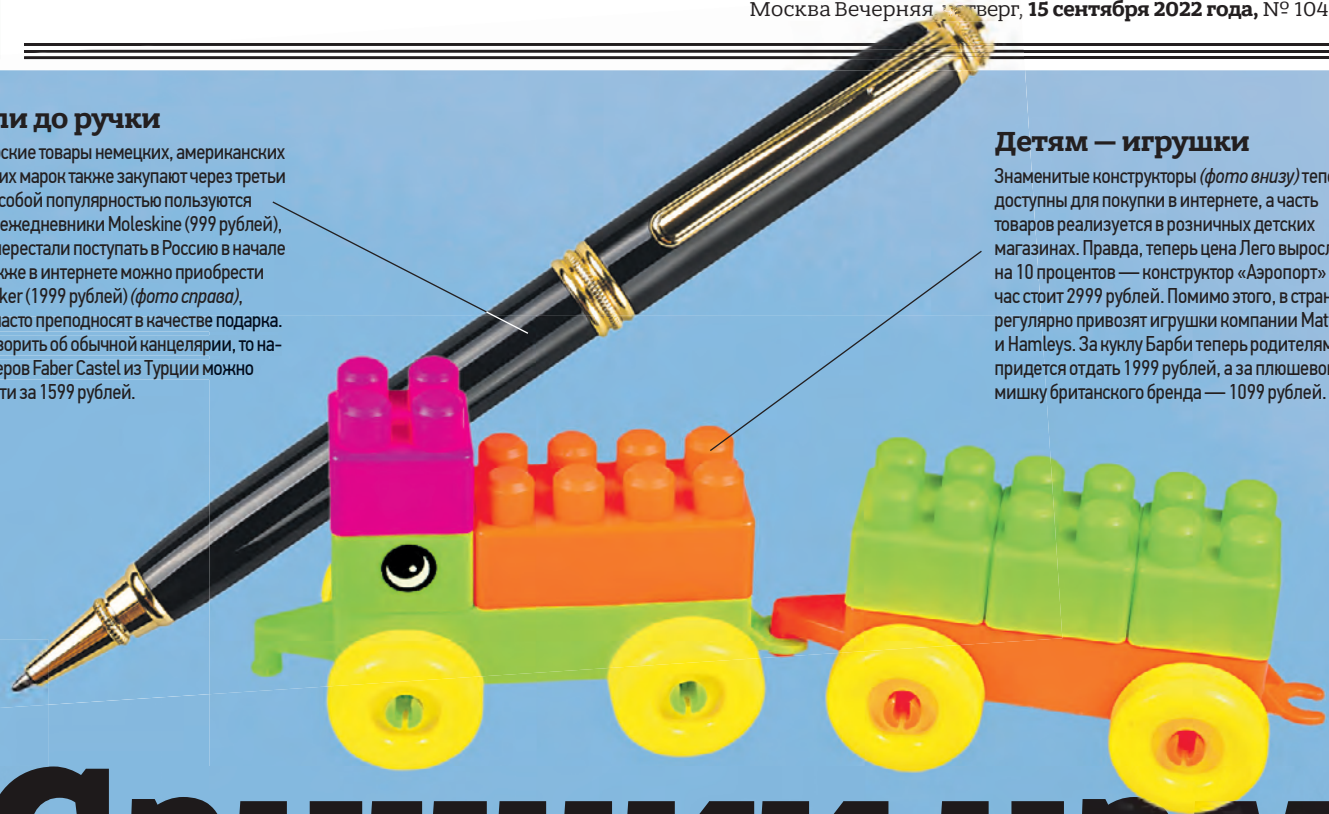 Москва Вечерняя, четверг, 15 сентября 2022 года, № 104
ли до ручки
ские товары немецких, американских
их марок также закупают через третьи
собой популярностью пользуются
ежедневники Moleskine (999 рублей),
перестали поступать в Россию в начале
кже в интернете можно приобрести
ker (1999 рублей) (фото справа),
часто преподносят в качестве подарка.
ворить об обычной канцелярии, то на-
еров Faber Castel из Турции можно
ти за 1599 рублей.
Детям — игрушки
Знаменитые конструкторы (фото внизу) тепе
доступны для покупки в интернете, а часть
товаров реализуется в розничных детских
магазинах. Правда, теперь цена Лего выросл
на 10 процентов — конструктор «Аэропорт»
час стоит 2999 рублей. Помимо этого, в стран
регулярно привозят игрушки компании Mat
и Hamleys. За куклу Барби теперь родителям
придется отдать 1999 рублей, а за плюшевог
мишку британского бренда — 1099 рублей.